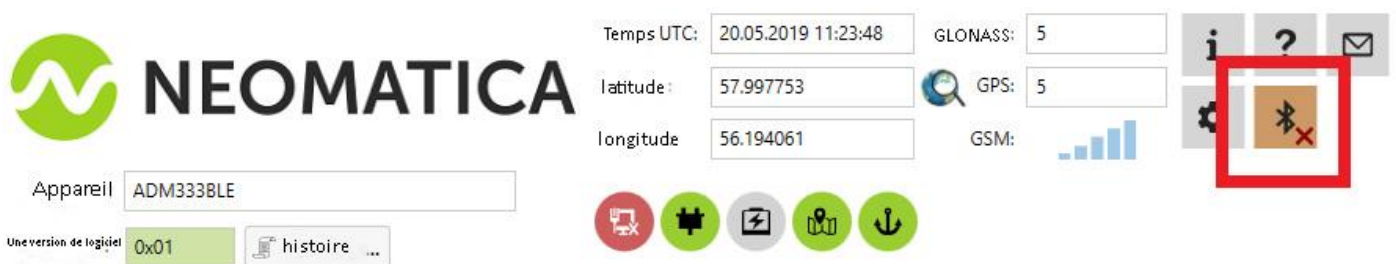 NEOMATICA
Appareil ADM333BLE
Une version de logiciel 0x01 histoire ...
Temps UTC: 20.05.2019 11:23:48 GLONASS: 5
latitude: 57.997753 GPS: 5
longitude 56.194061 GSM:
i ?